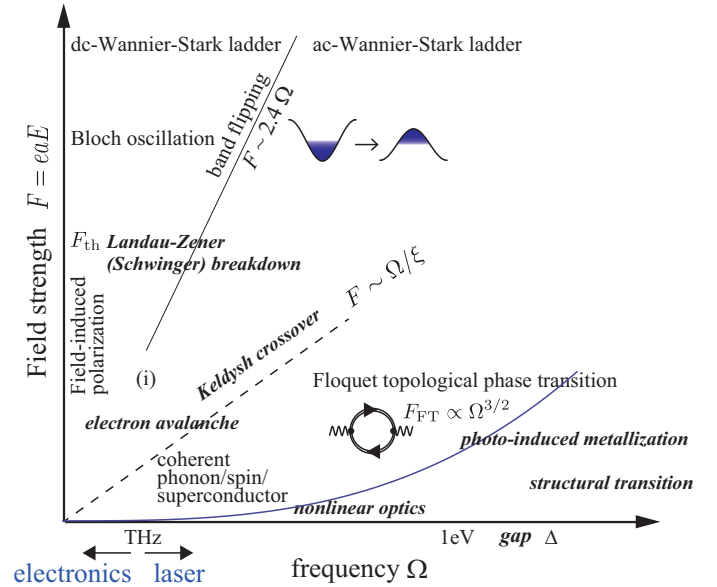 dc-Wannier-Stark ladder
ac-Wannier-Stark ladder
band flipping
F ~ 2.4 Ω
Bloch oscillation
Field strength F = eaE
F_th Landau-Zener
(Schwinger) breakdown
Field-induced
polarization
(i)
Keldysh crossover
F ~ Ω/ξ
Floquet topological phase transition
F_FT ∝ Ω^{3/2}
electron avalanche
photo-induced metallization
coherent
phonon/spin/
superconductor
structural transition
nonlinear optics
THz
1eV gap Δ
electronics laser
frequency Ω